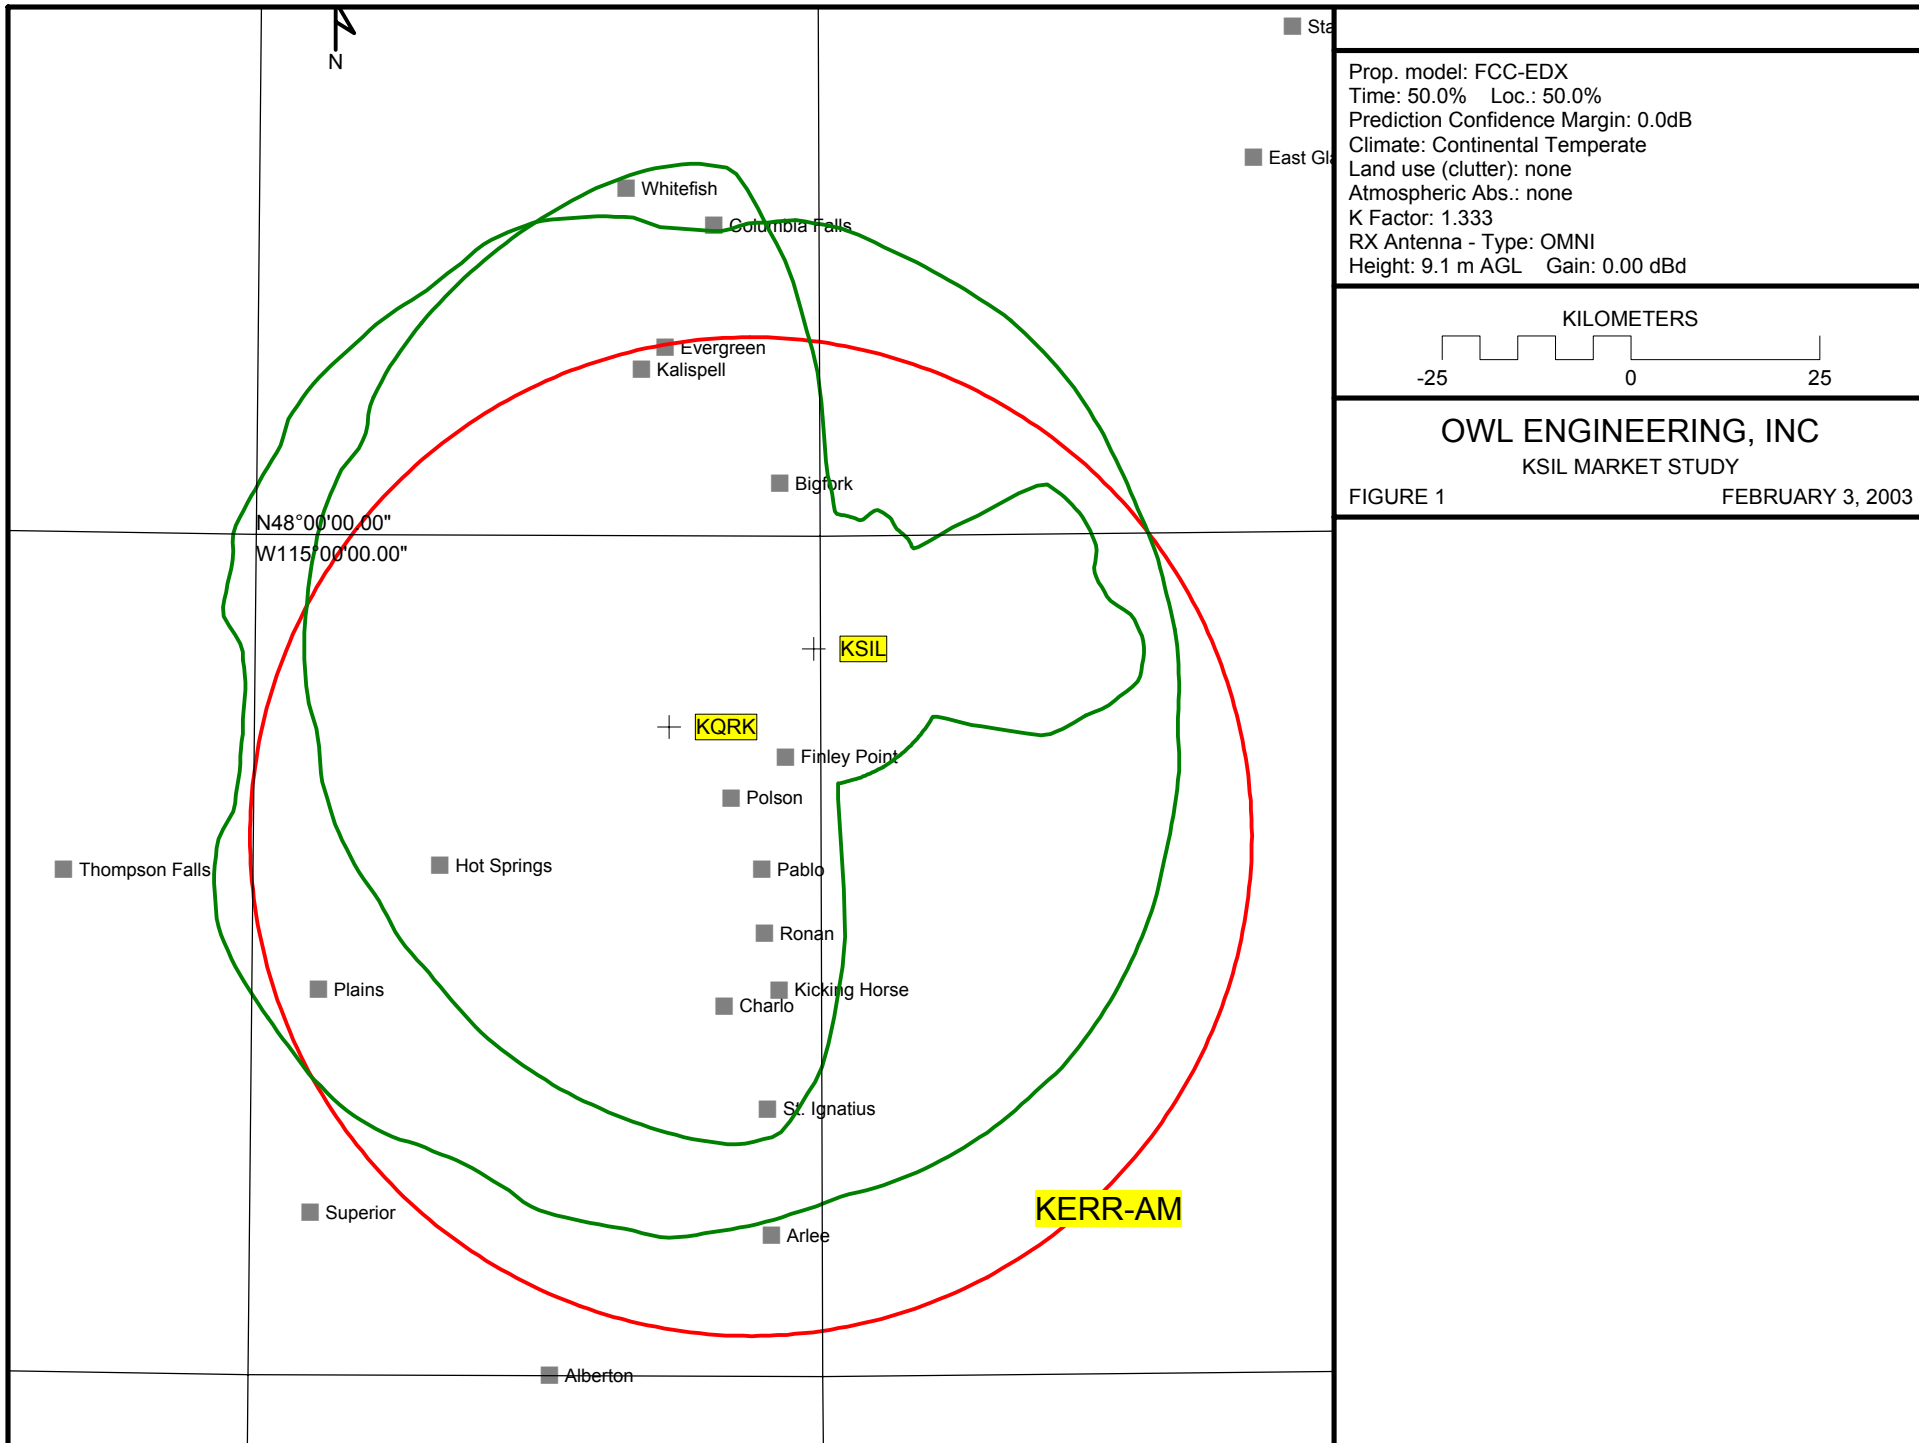 N
Sta
East Gla
Whitefish
Columbia Falls
Evergreen
Kalispell
Bigfork
N48°00'00.00"
W115°00'00.00"
KSIL
KQRK
Finley Point
Polson
Thompson Falls
Hot Springs
Pablo
Ronan
Plains
Kicking Horse
Charlo
St. Ignatius
Superior
KERR-AM
Arlee
Alberton
Prop. model: FCC-EDX
Time: 50.0% Loc.: 50.0%
Prediction Confidence Margin: 0.0dB
Climate: Continental Temperate
Land use (clutter): none
Atmospheric Abs.: none
K Factor: 1.333
RX Antenna - Type: OMNI
Height: 9.1 m AGL Gain: 0.00 dBd
KILOMETERS
-25 0 25
OWL ENGINEERING, INC
KSIL MARKET STUDY
FIGURE 1 FEBRUARY 3, 2003